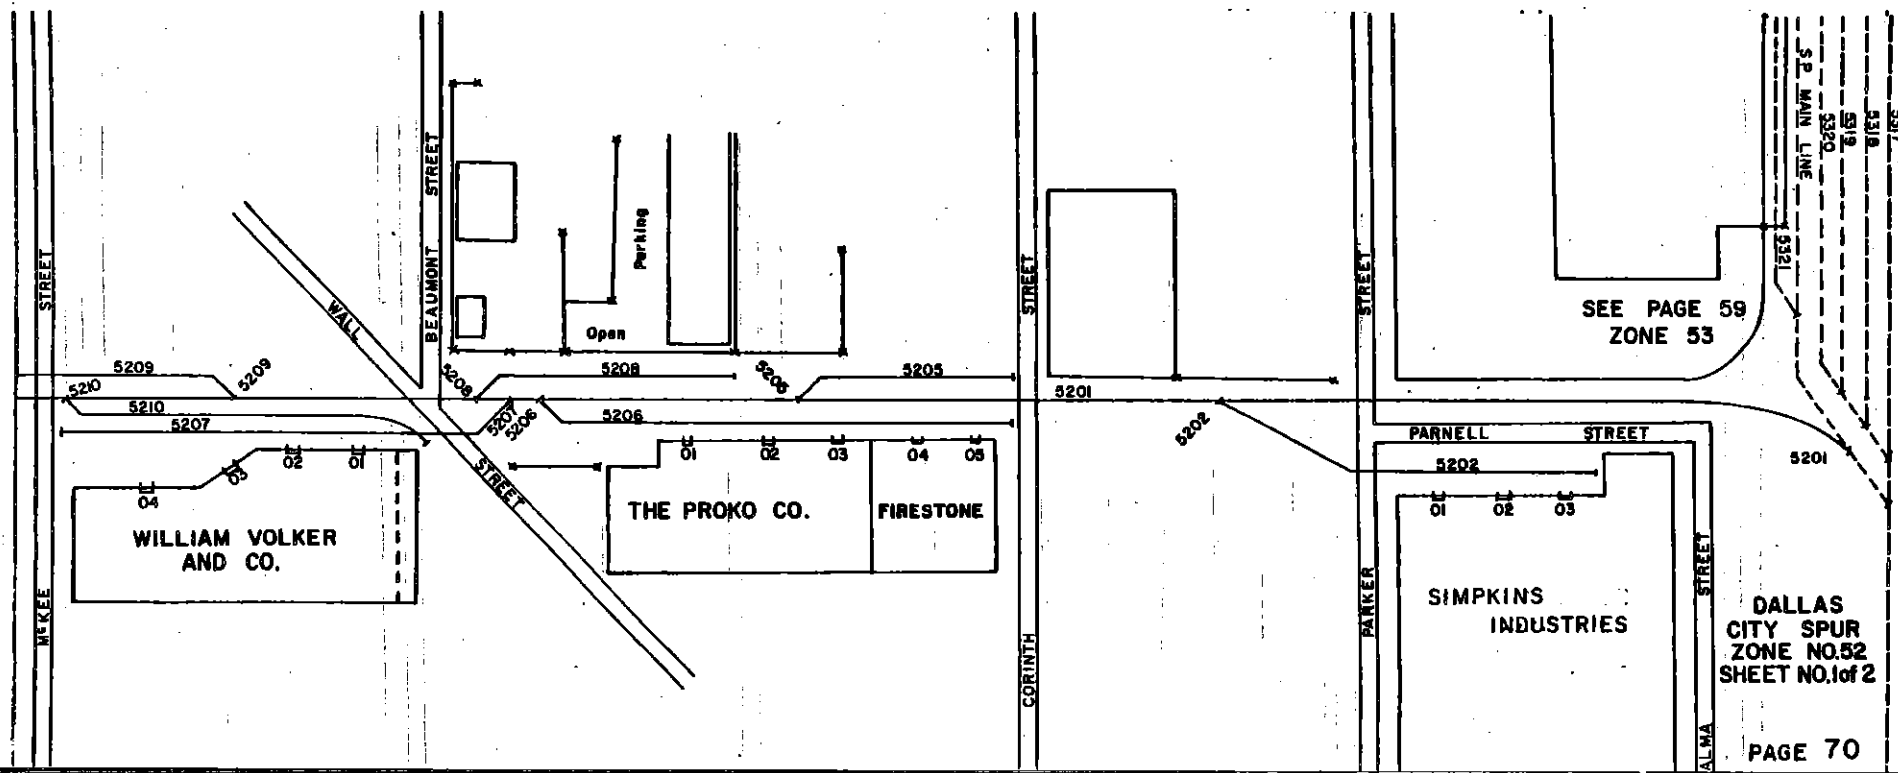 STREET
McKEE
WALL
STREET
BEAUMONT STREET
Parking
Open
5209
5209
5210
5210
5207
5208
5208
5207
5206
5206
5205
5205
5201
5202
5202
5201
01
02
03
04
WILLIAM VOLKER
AND CO.
01
02
03
04
05
THE PROKO CO.
FIRESTONE
STREET
CORINTH
STREET
PARKER
PARNELL STREET
01
02
03
SIMPKINS
INDUSTRIES
STREET
ALMA
SEE PAGE 59
ZONE 53
5321
SP MAIN LINE
5320
5319
5318
5317
DALLAS
CITY SPUR
ZONE NO.52
SHEET NO.1of 2
PAGE 70